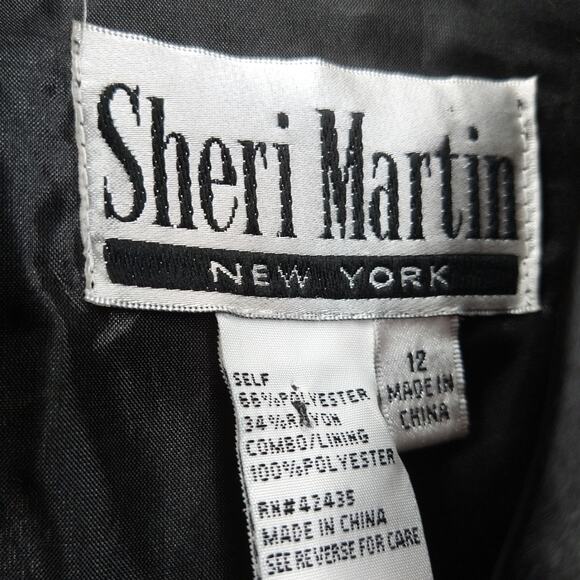 Sheri Martin
NEW YORK
12
MADE IN
CHINA
SELF
66%POLYESTER
34%RAYON
COMBO/LINING
100%POLYESTER
RN#42435
MADE IN CHINA
SEE REVERSE FOR CARE